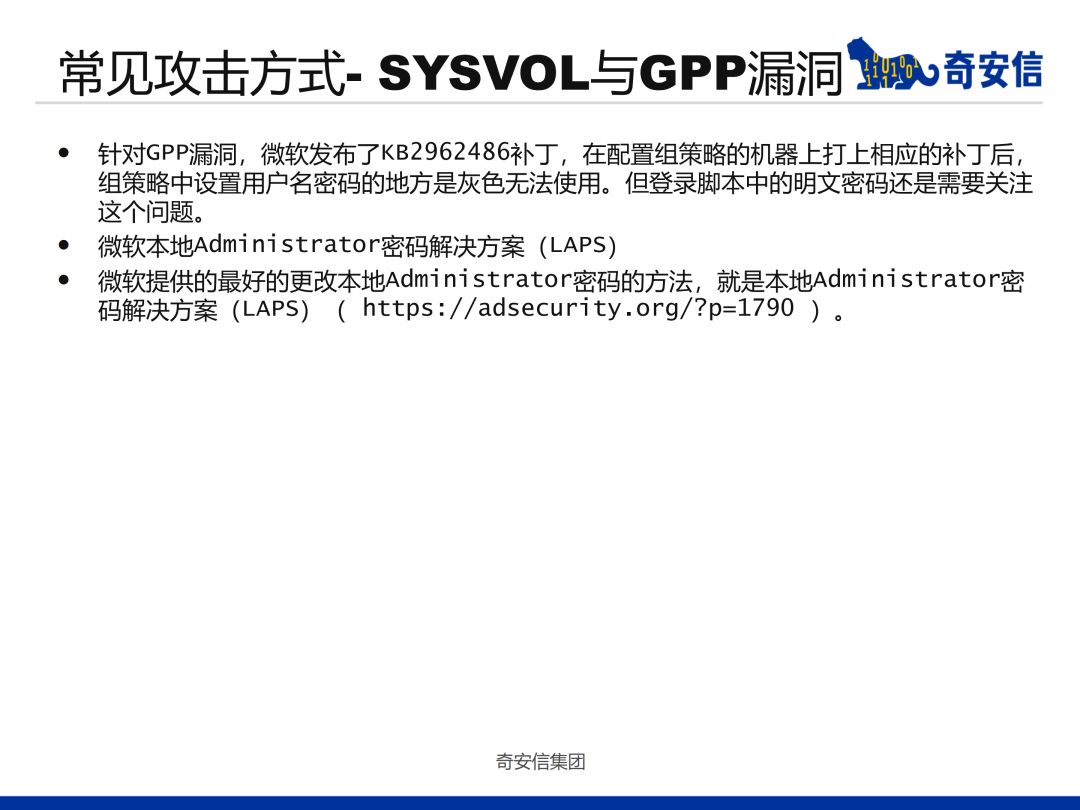 常见攻击方式- SYSVOL与GPP漏洞
奇安信
• 针对GPP漏洞，微软发布了KB2962486补丁，在配置组策略的机器上打上相应的补丁后，
组策略中设置用户名密码的地方是灰色无法使用。但登录脚本中的明文密码还是需要关注
这个问题。
• 微软本地Administrator密码解决方案（LAPS）
• 微软提供的最好的更改本地Administrator密码的方法，就是本地Administrator密
码解决方案（LAPS）（ https://adsecurity.org/?p=1790 ）。
奇安信集团